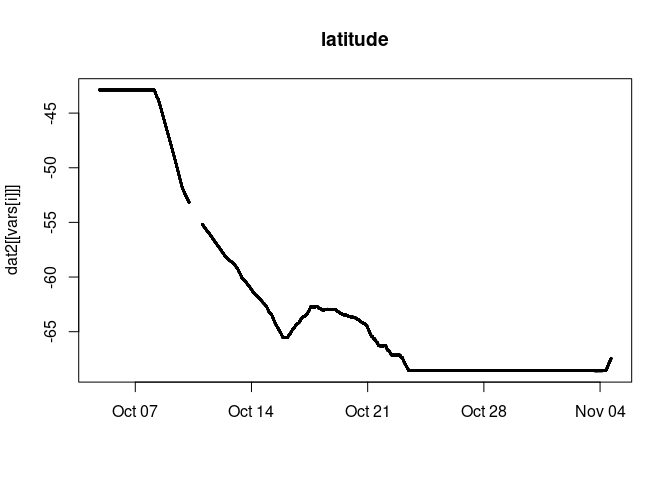 latitude
dat2[[vars[i]]]
-45
-50
-55
-60
-65
Oct 07
Oct 14
Oct 21
Oct 28
Nov 04